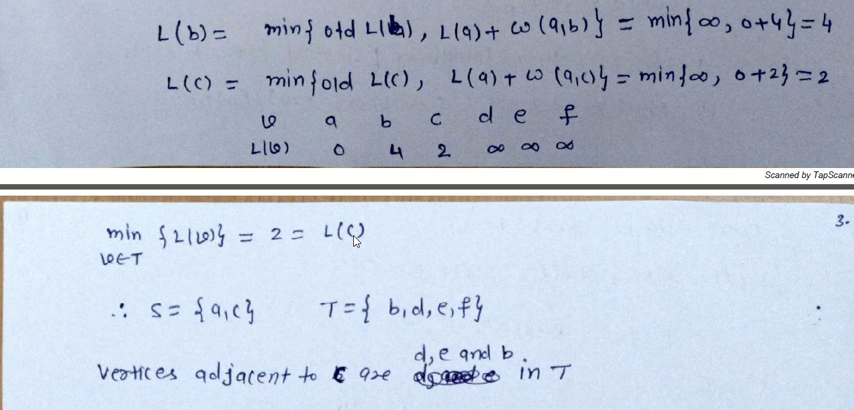 L(b) = min{ old L(b), L(a) + w(a,b)} = min{∞, 0+4} = 4
L(c) = min{old L(c), L(a) + w(a,c)} = min{∞, 0+2} = 2
v a b c d e f
L(v) 0 4 2 ∞ ∞ ∞
Scanned by TapScanne
3.
min {L(v)} = 2 = L(c)
v∈T
∴ S = {a,c} T = { b,d,e,f}
d,e and b
Vertices adjacent to c are in T